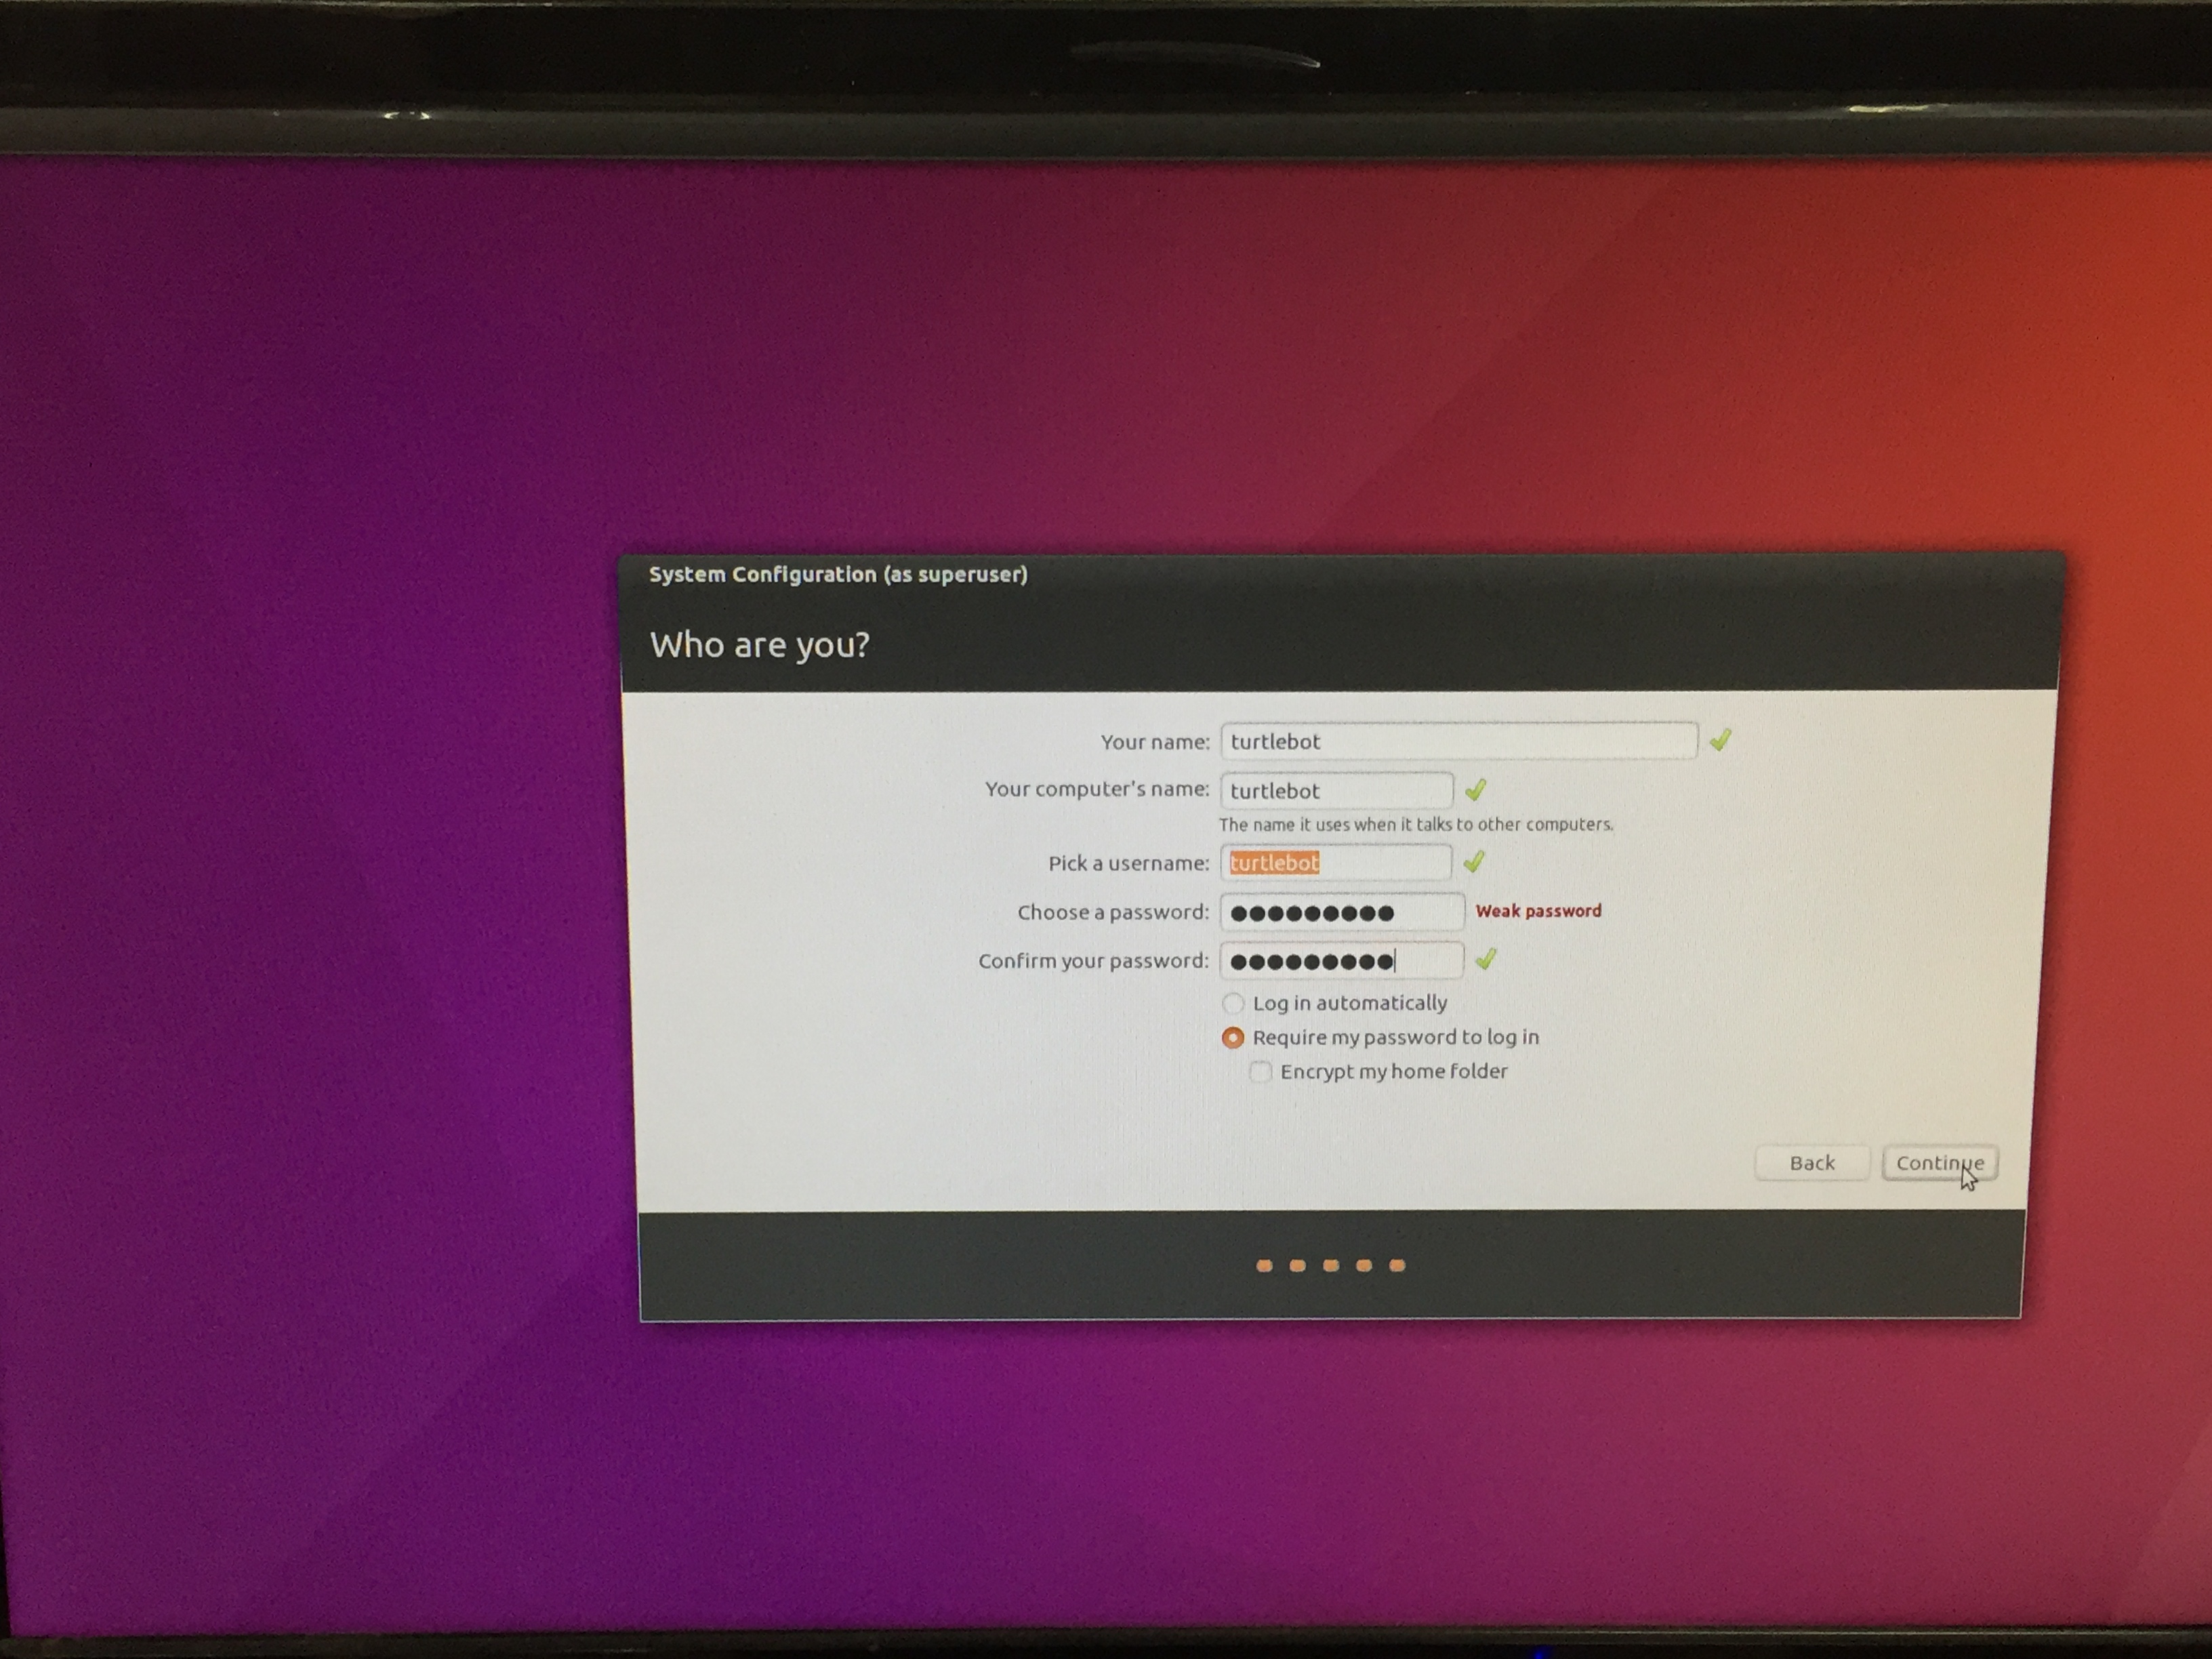 System Configuration (as superuser)
Who are you?
Your name: turtlebot
Your computer's name: turtlebot
The name it uses when it talks to other computers.
Pick a username: turtlebot
Choose a password: ●●●●●●●●● Weak password
Confirm your password: ●●●●●●●●●
Log in automatically
Require my password to log in
Encrypt my home folder
Back Continue